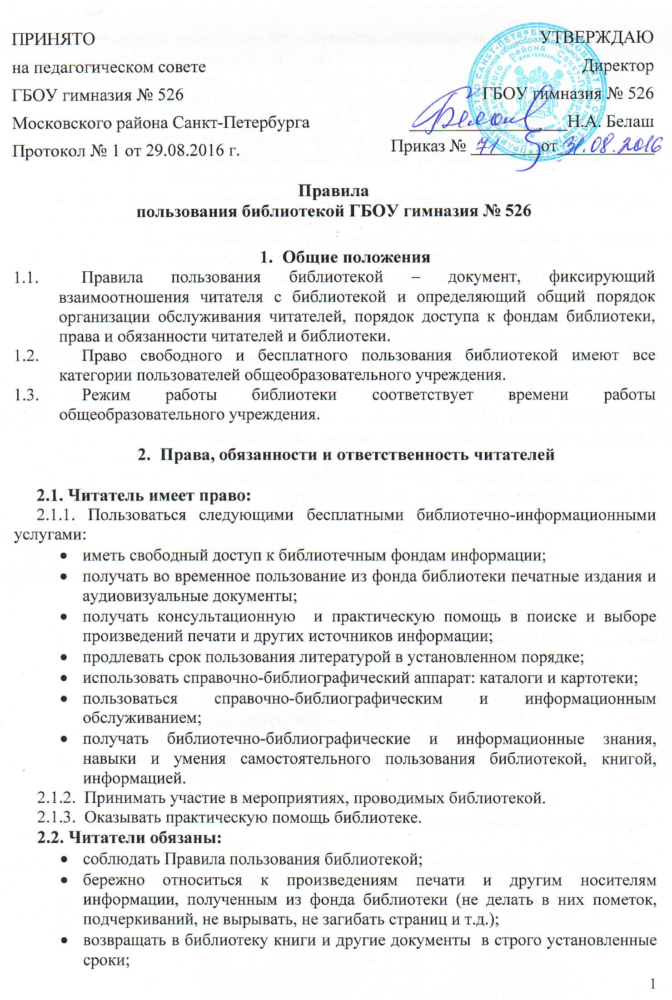 ПРИНЯТО
на педагогическом совете
ГБОУ гимназия № 526
Московского района Санкт-Петербурга
Протокол № 1 от 29.08.2016 г.
УТВЕРЖДАЮ
Директор
ГБОУ гимназия № 526
Н.А. Белаш
Приказ № 71 от 31.08.2016
Правила
пользования библиотекой ГБОУ гимназия № 526
1. Общие положения
1.1. Правила пользования библиотекой – документ, фиксирующий
взаимоотношения читателя с библиотекой и определяющий общий порядок
организации обслуживания читателей, порядок доступа к фондам библиотеки,
права и обязанности читателей и библиотеки.
1.2. Право свободного и бесплатного пользования библиотекой имеют все
категории пользователей общеобразовательного учреждения.
1.3. Режим работы библиотеки соответствует времени работы
общеобразовательного учреждения.
2. Права, обязанности и ответственность читателей
2.1. Читатель имеет право:
2.1.1. Пользоваться следующими бесплатными библиотечно-информационными
услугами:
• иметь свободный доступ к библиотечным фондам информации;
• получать во временное пользование из фонда библиотеки печатные издания и
аудиовизуальные документы;
• получать консультационную и практическую помощь в поиске и выборе
произведений печати и других источников информации;
• продлевать срок пользования литературой в установленном порядке;
• использовать справочно-библиографический аппарат: каталоги и картотеки;
• пользоваться справочно-библиографическим и информационным
обслуживанием;
• получать библиотечно-библиографические и информационные знания,
навыки и умения самостоятельного пользования библиотекой, книгой,
информацией.
2.1.2. Принимать участие в мероприятиях, проводимых библиотекой.
2.1.3. Оказывать практическую помощь библиотеке.
2.2. Читатели обязаны:
• соблюдать Правила пользования библиотекой;
• бережно относиться к произведениям печати и другим носителям
информации, полученным из фонда библиотеки (не делать в них пометок,
подчеркиваний, не вырывать, не загибать страниц и т.д.);
• возвращать в библиотеку книги и другие документы в строго установленные
сроки;
1